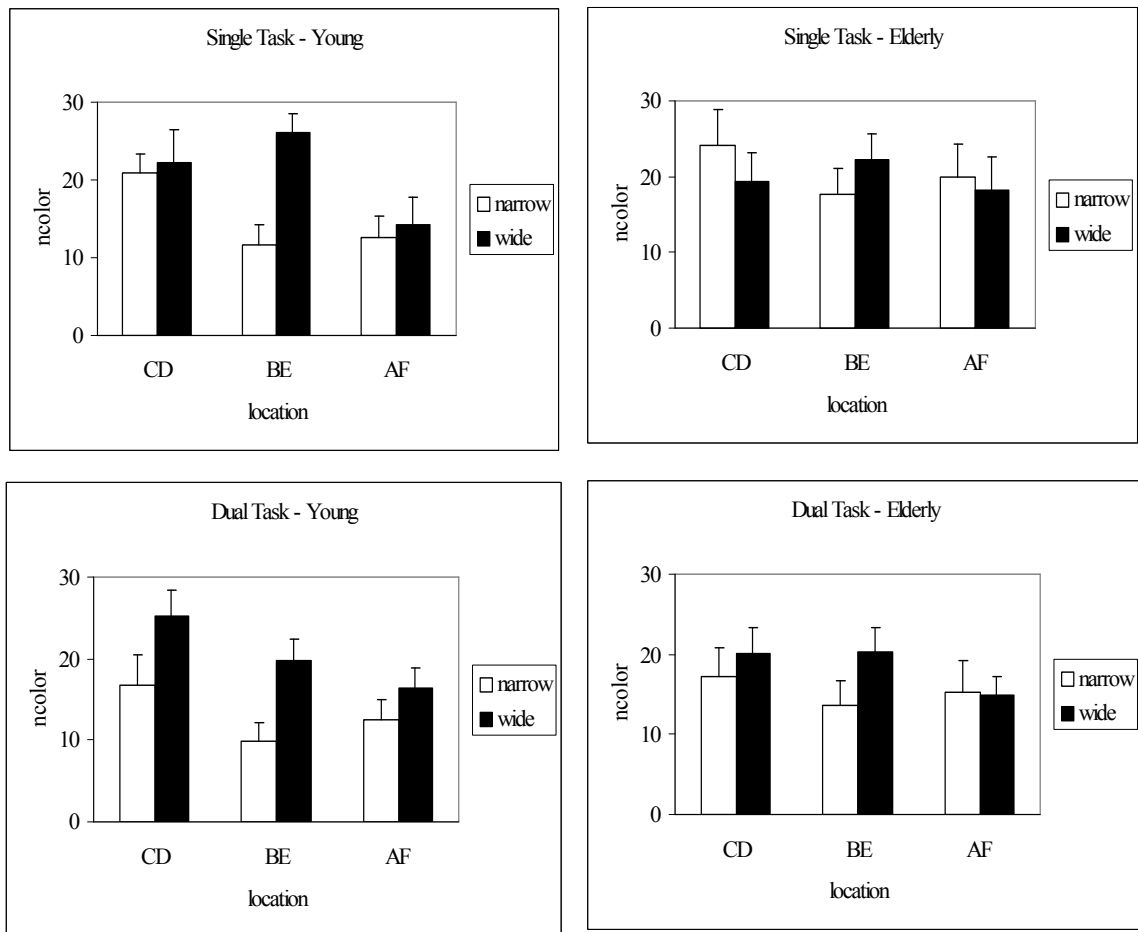 Single Task - Young
30
20
10
0
ncolor
CD BE AF
location
narrow
wide
Single Task - Elderly
30
20
10
0
ncolor
CD BE AF
location
narrow
wide
Dual Task - Young
30
20
10
0
ncolor
CD BE AF
location
narrow
wide
Dual Task - Elderly
30
20
10
0
ncolor
CD BE AF
location
narrow
wide